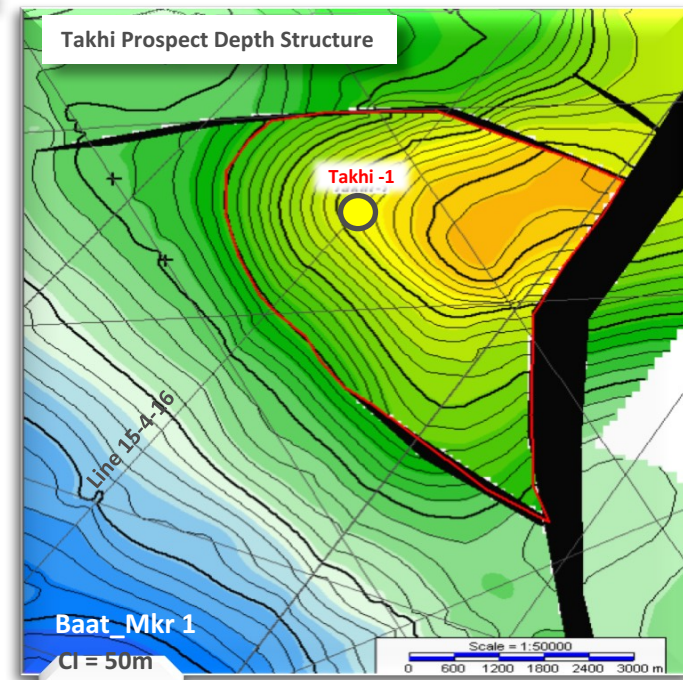 Takhi Prospect Depth Structure
Takhi -1
Line 15-4-16
Baat_Mkr 1
CI = 50m
Scale = 1:50000
0 600 1200 1800 2400 3000 m